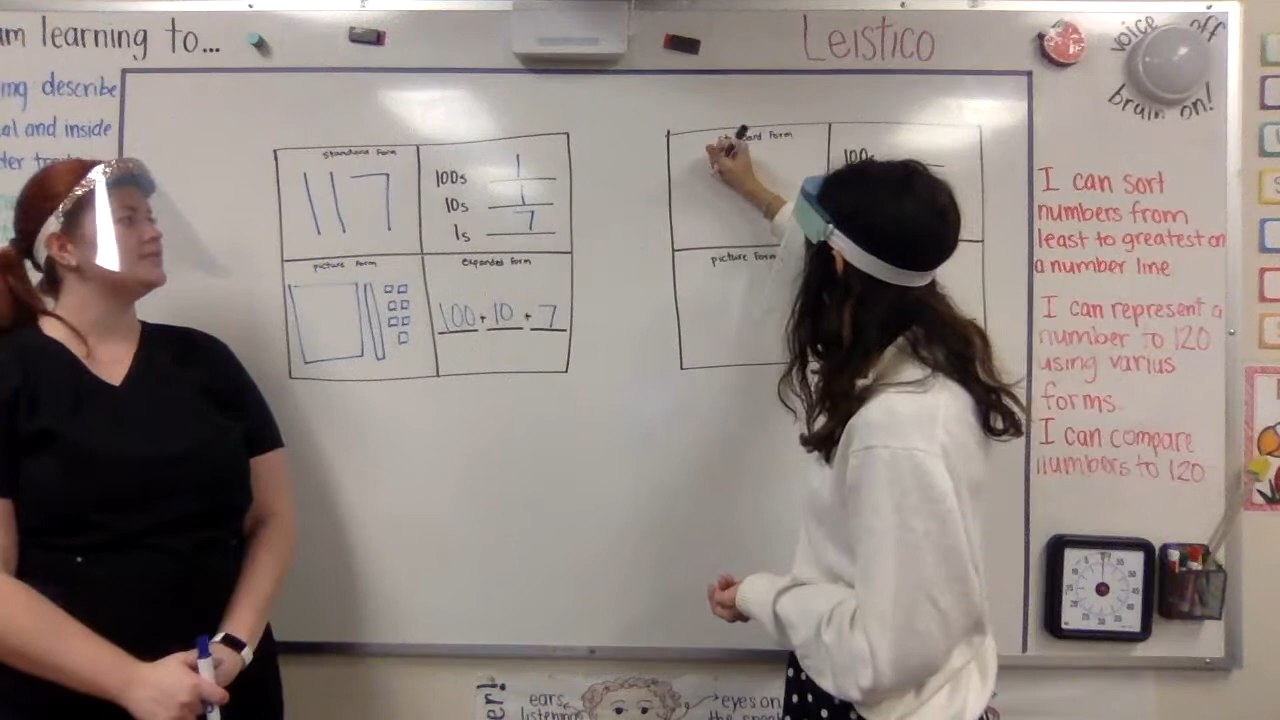 am learning to...
Leistico
voice off
brain on!
ing describe
al and inside
standard form
117
100s 1
10s 1
1s 7
picture form
expanded form
100 + 10 + 7
form
100s
picture form
I can sort
numbers from
least to greatest on
a number line
I can represent a
number to 120
using varius
forms.
I can compare
numbers to 120
er!
ears
listening
eyes on